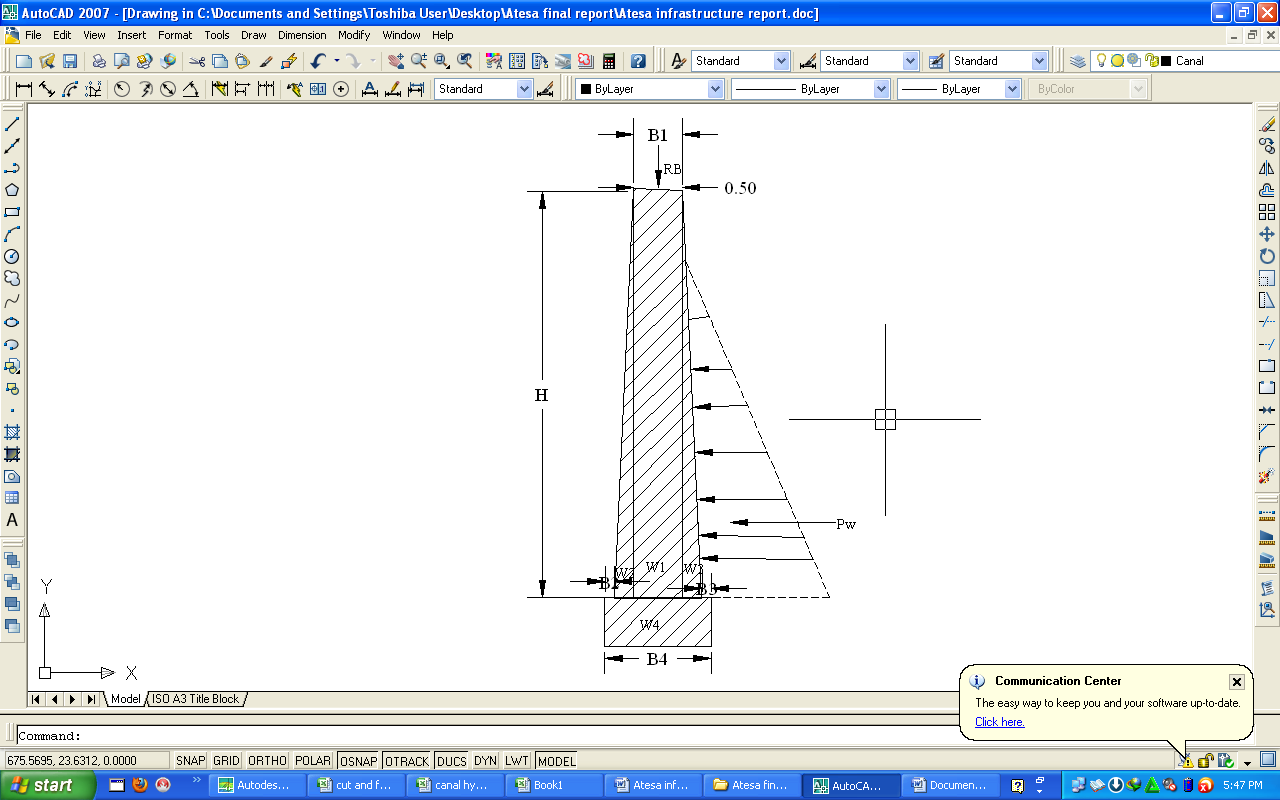 AutoCAD 2007 - [Drawing in C:\Documents and Settings\Toshiba User\Desktop\Atesa final report\Atesa infrastructure report.doc]
File Edit View Insert Format Tools Draw Dimension Modify Window Help
Standard Standard Standard Canal
Standard ByLayer ByLayer ByLayer ByColor
B1
RB
0.50
H
Pw
W2 W1 W3
B2 B3
W4
B4
Y
X
Model ISO A3 Title Block
Communication Center
The easy way to keep you and your software up-to-date.
Click here.
Command:
675.5695, 23.6312, 0.0000 SNAP GRID ORTHO POLAR OSNAP OTRACK DUCS DYN LWT MODEL
start Autodes... cut and f... canal hy... Book1 Atesa inf... Atesa fin... AutoCA... Documen... 5:47 PM